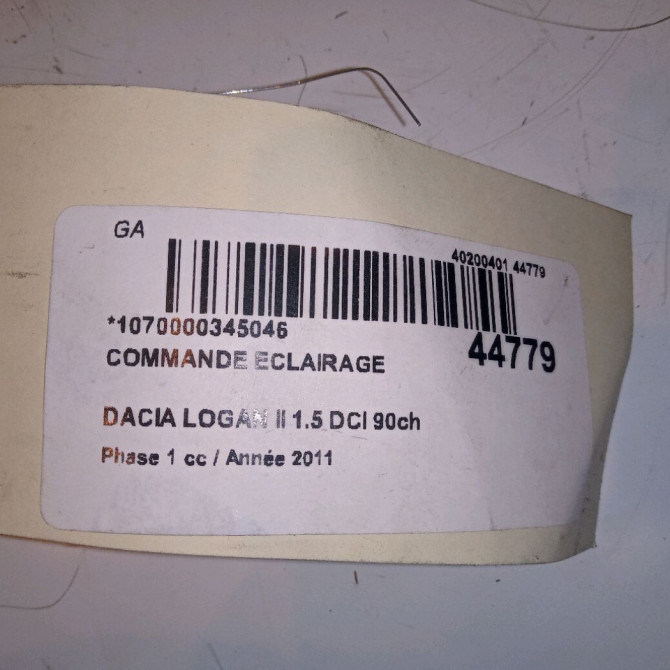 GA
40200401 44779
*1070000345046
44779
COMMANDE ECLAIRAGE
DACIA LOGAN II 1.5 DCI 90ch
Phase 1 cc / Année 2011